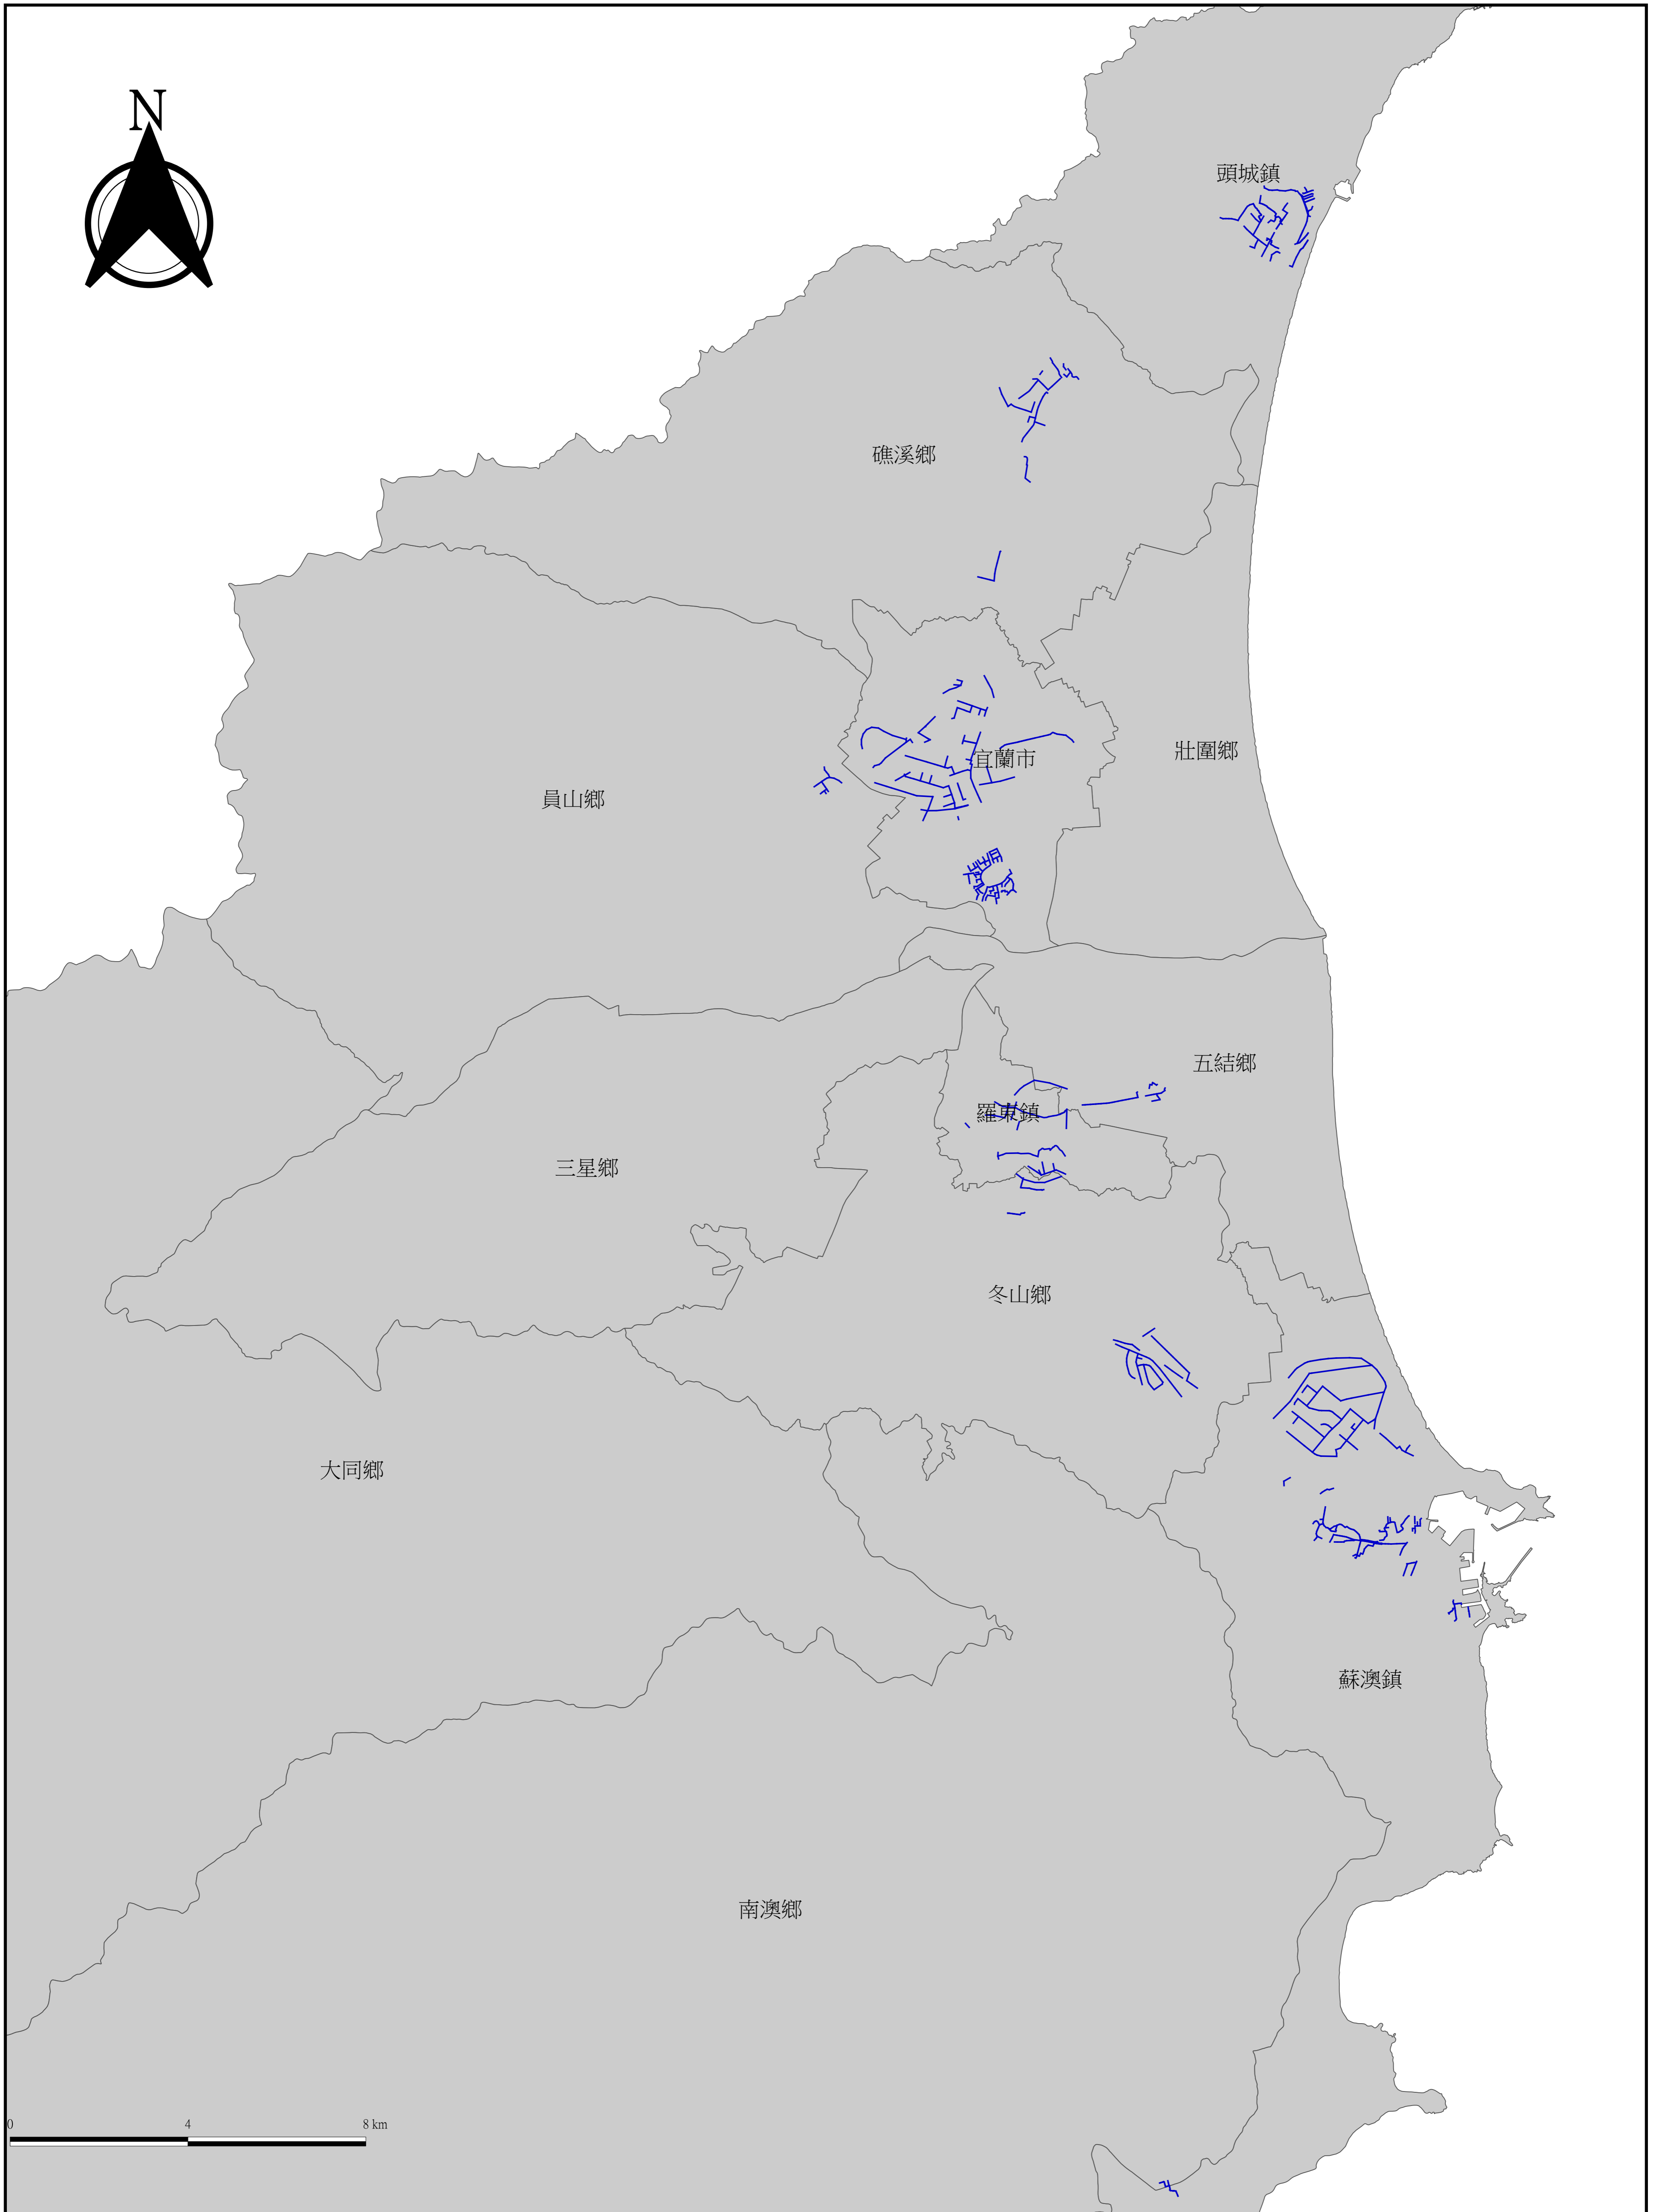 N
頭城鎮
礁溪鄉
宜蘭市
壯圍鄉
員山鄉
五結鄉
羅東鎮
三星鄉
冬山鄉
大同鄉
蘇澳鎮
南澳鄉
0 4 8 km